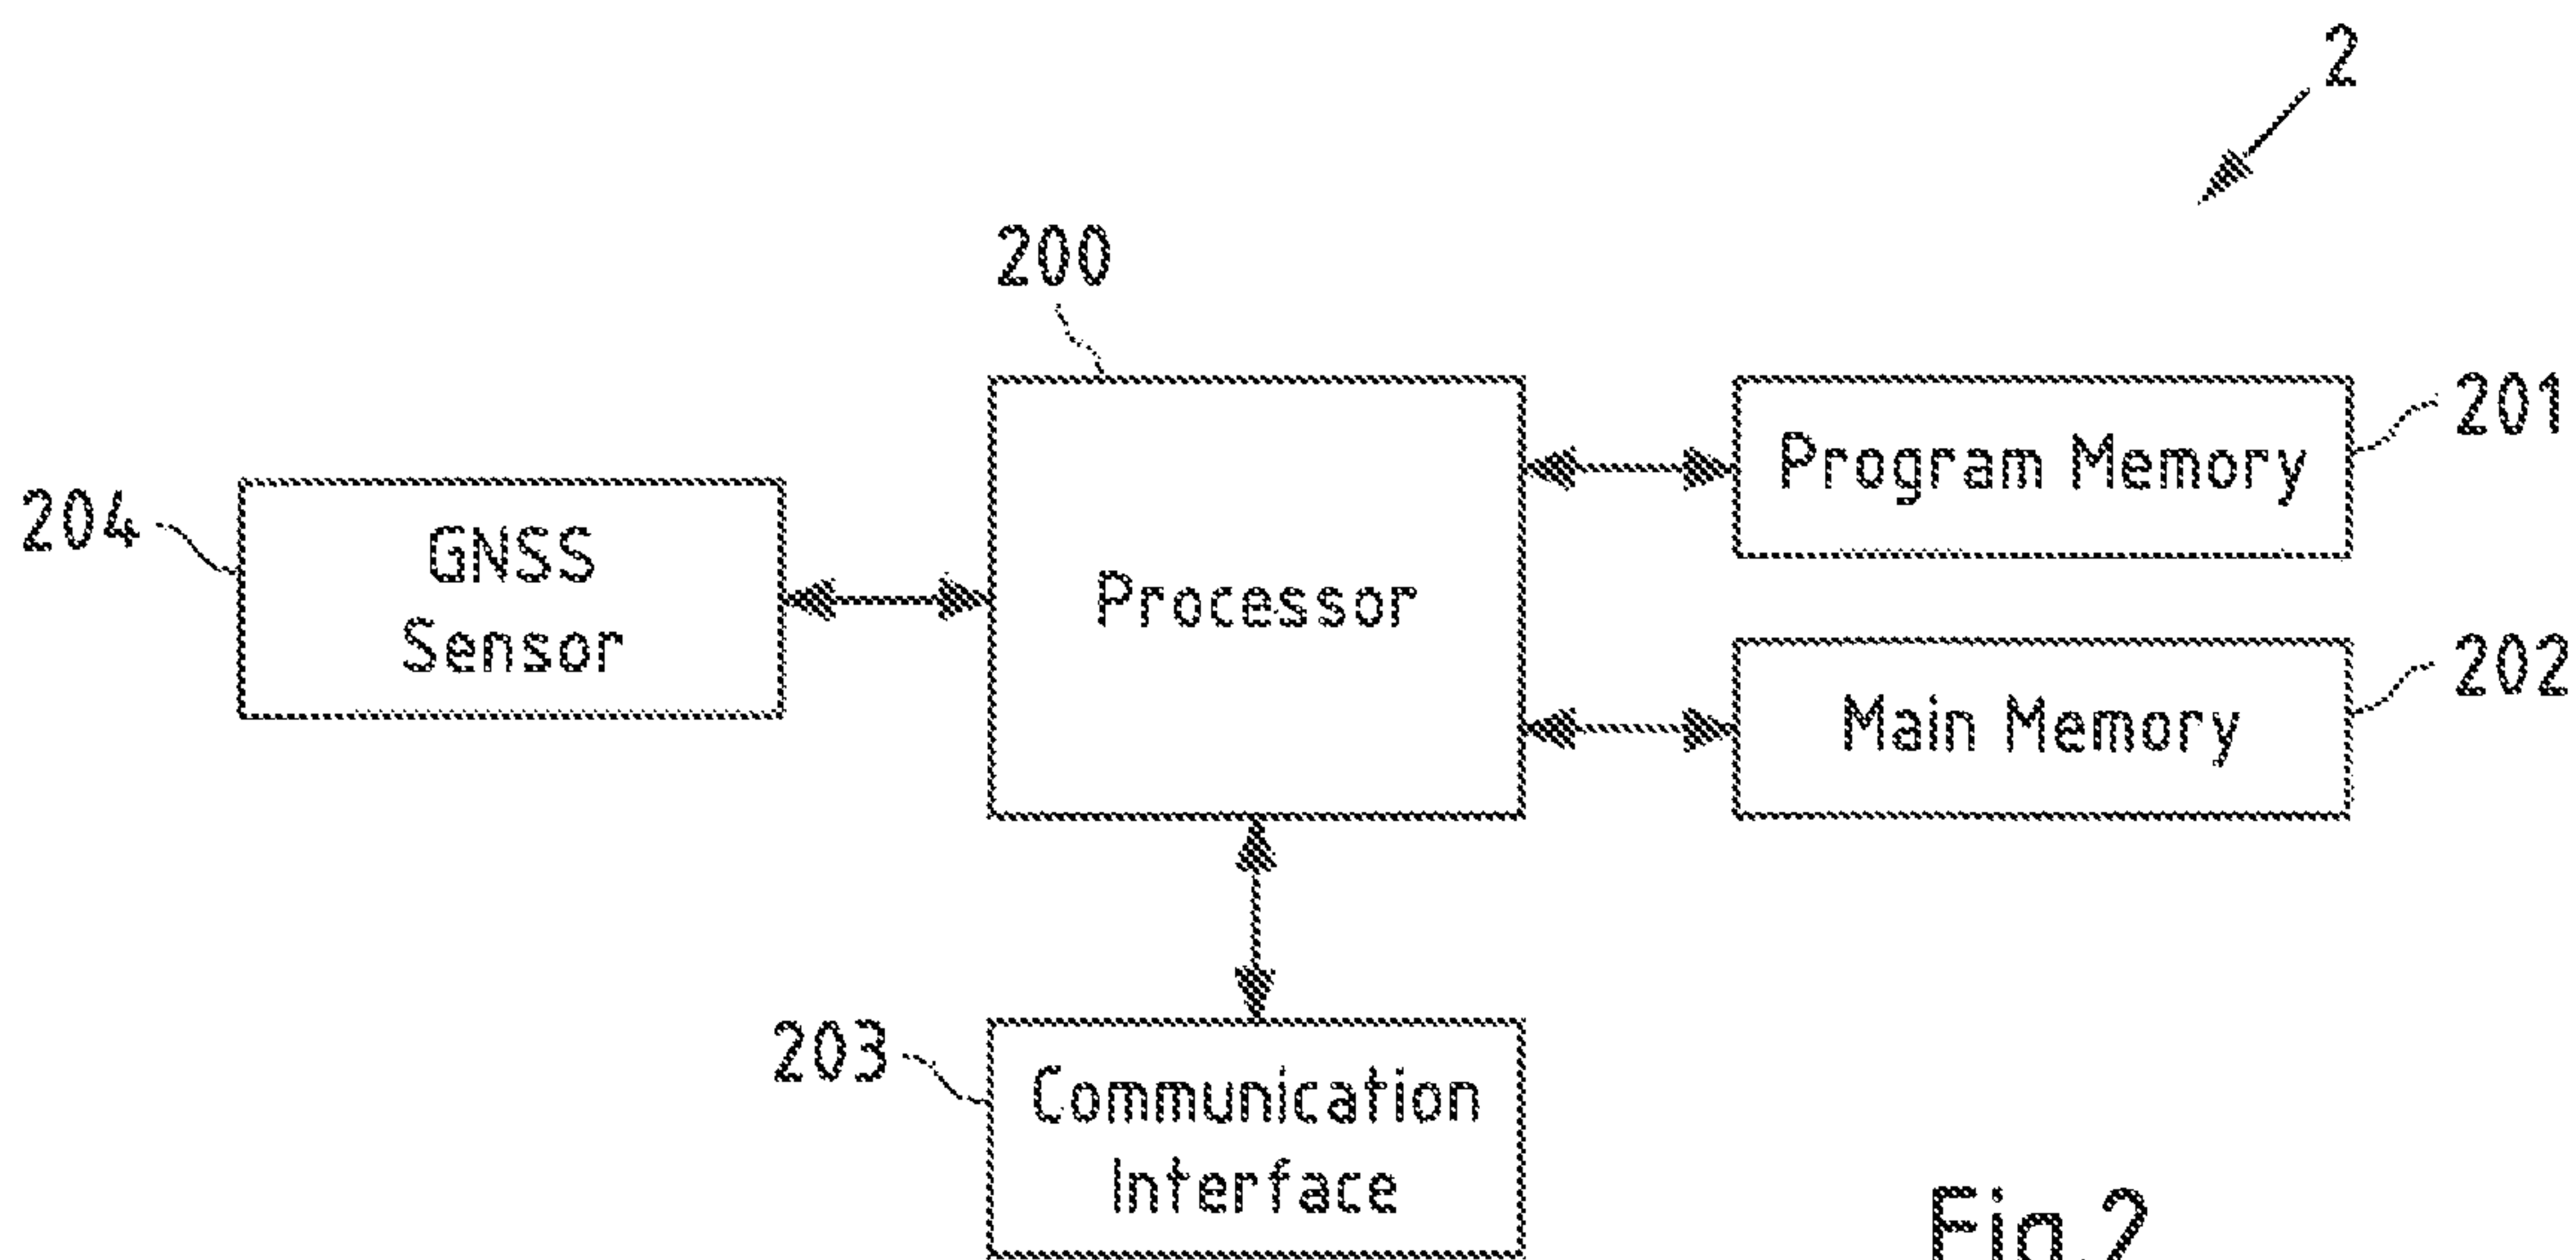 2
200
201
Program Memory
204
GNSS
Sensor
Processor
202
Main Memory
203
Communication
Interface
Fig.2